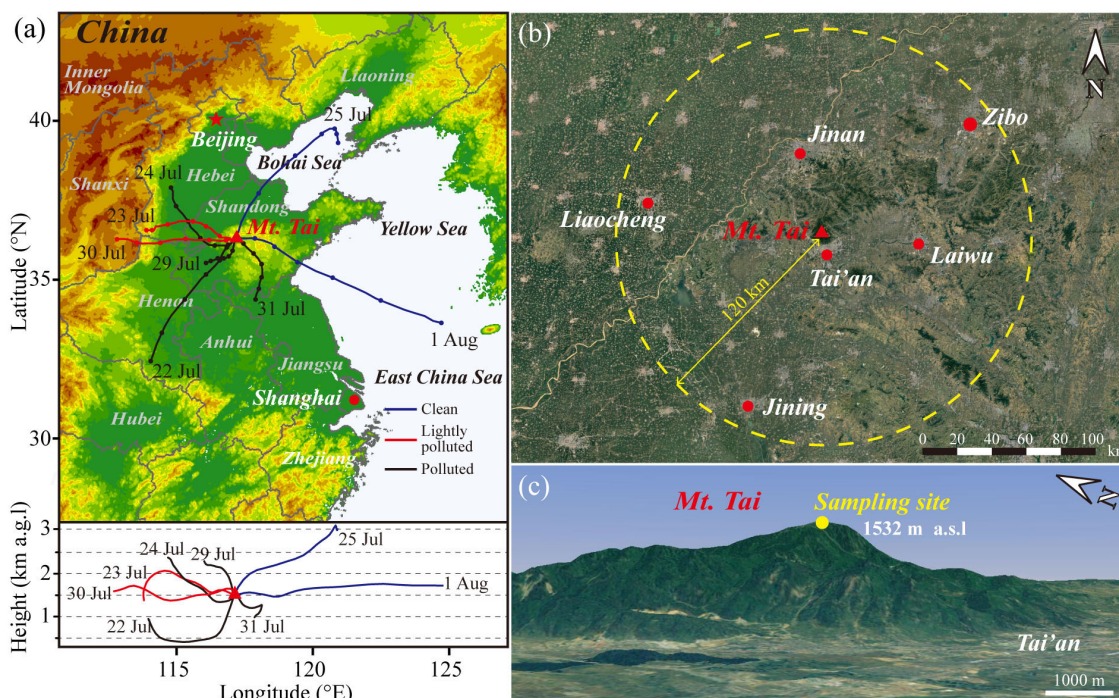 (a)
China
Inner
Mongolia
Liaoning
25 Jul
40
Beijing
Bohai Sea
24 Jul
Hebei
Shanxi
Shandong
23 Jul
Mt. Tai
Yellow Sea
30 Jul
29 Jul
35
Henan
31 Jul
1 Aug
Anhui
22 Jul
Jiangsu
East China Sea
Shanghai
Clean
Hubei
Lightly
polluted
30
Zhejiang
Polluted
Latitude (°N)
3
24 Jul
29 Jul
25 Jul
2
23 Jul
30 Jul
1 Aug
1
22 Jul
31 Jul
Height (km a.g.l)
115
120
125
Longitude (°E)
(b)
N
Zibo
Jinan
Liaocheng
Mt. Tai
Laiwu
Tai'an
120 km
Jining
0 20 40 60 80 100
km
(c)
Mt. Tai
Sampling site
1532 m a.s.l
N
Tai'an
1000 m